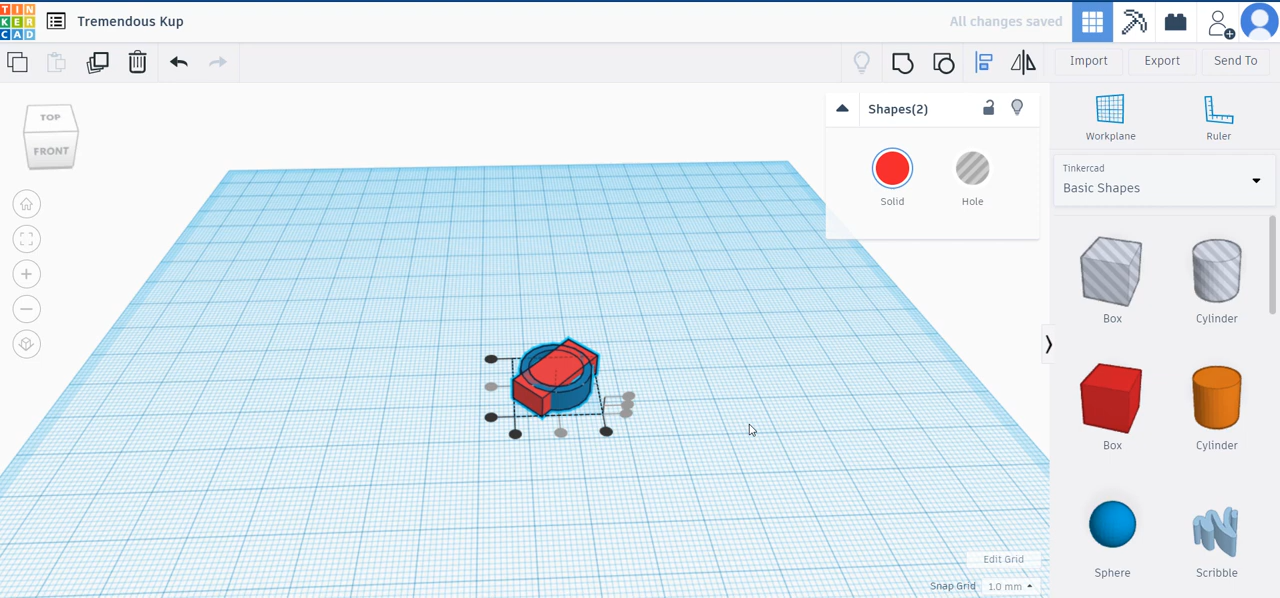 TIN
KER
CAD
Tremendous Kup
All changes saved
Import
Export
Send To
TOP
FRONT
Shapes(2)
Solid
Hole
Workplane
Ruler
Tinkercad
Basic Shapes
Box
Cylinder
Box
Cylinder
Sphere
Scribble
Edit Grid
Snap Grid 1.0 mm